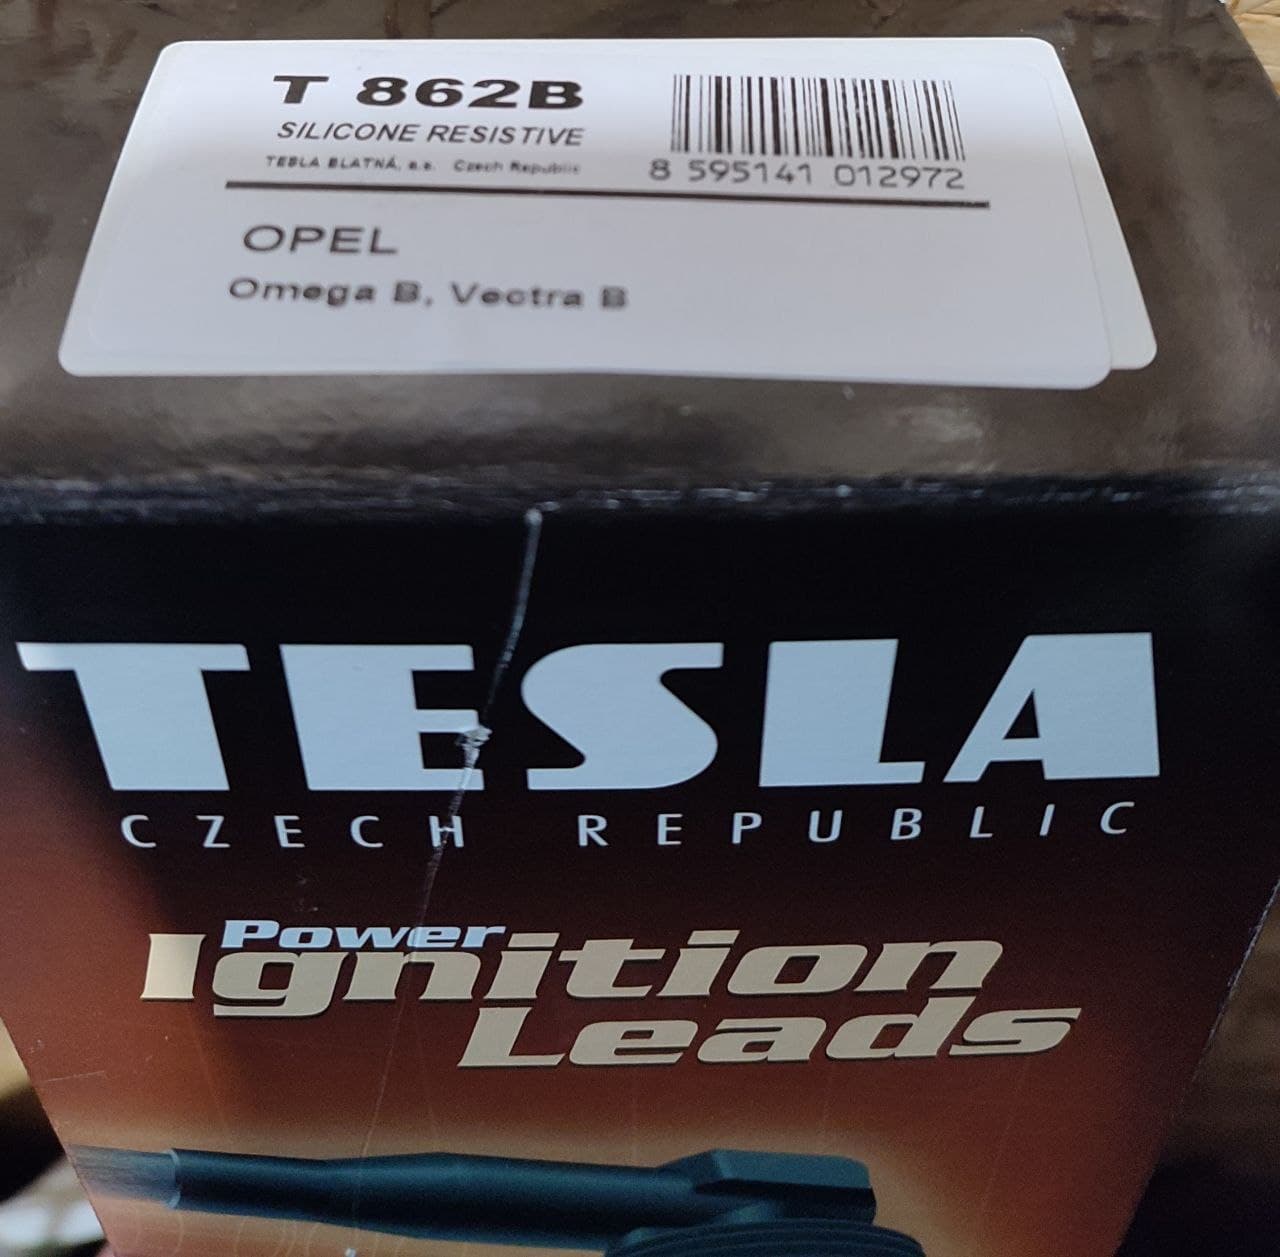 T 862B
SILICONE RESISTIVE
TESLA BLATNÁ, a.s. Czech Republic
8 595141 012972
OPEL
Omega B, Vectra B
TESLA
CZECH REPUBLIC
Power
Ignition
Leads